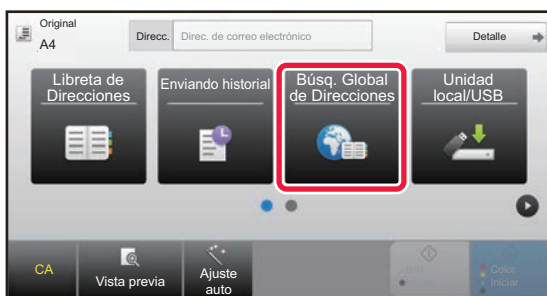 Original
A4
Direcc.
Direc. de correo electrónico
Detalle
Libreta de
Direcciones
Enviando historial
Búsq. Global
de Direcciones
Unidad
local/USB
CA
Vista previa
Ajuste
auto
B/N
Iniciar
Color
Iniciar